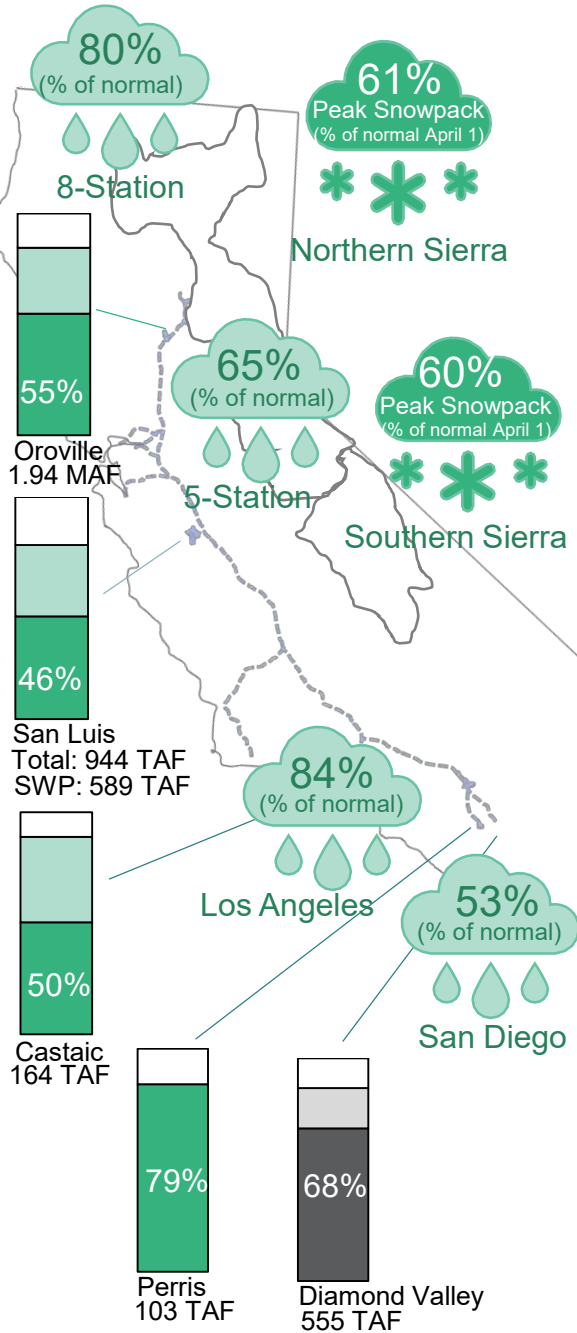 80%
(% of normal)
8-Station
61%
Peak Snowpack
(% of normal April 1)
Northern Sierra
55%
Oroville
1.94 MAF
65%
(% of normal)
5-Station
60%
Peak Snowpack
(% of normal April 1)
Southern Sierra
46%
San Luis
Total: 944 TAF
SWP: 589 TAF
84%
(% of normal)
Los Angeles
53%
(% of normal)
San Diego
50%
Castaic
164 TAF
79%
Perris
103 TAF
68%
Diamond Valley
555 TAF